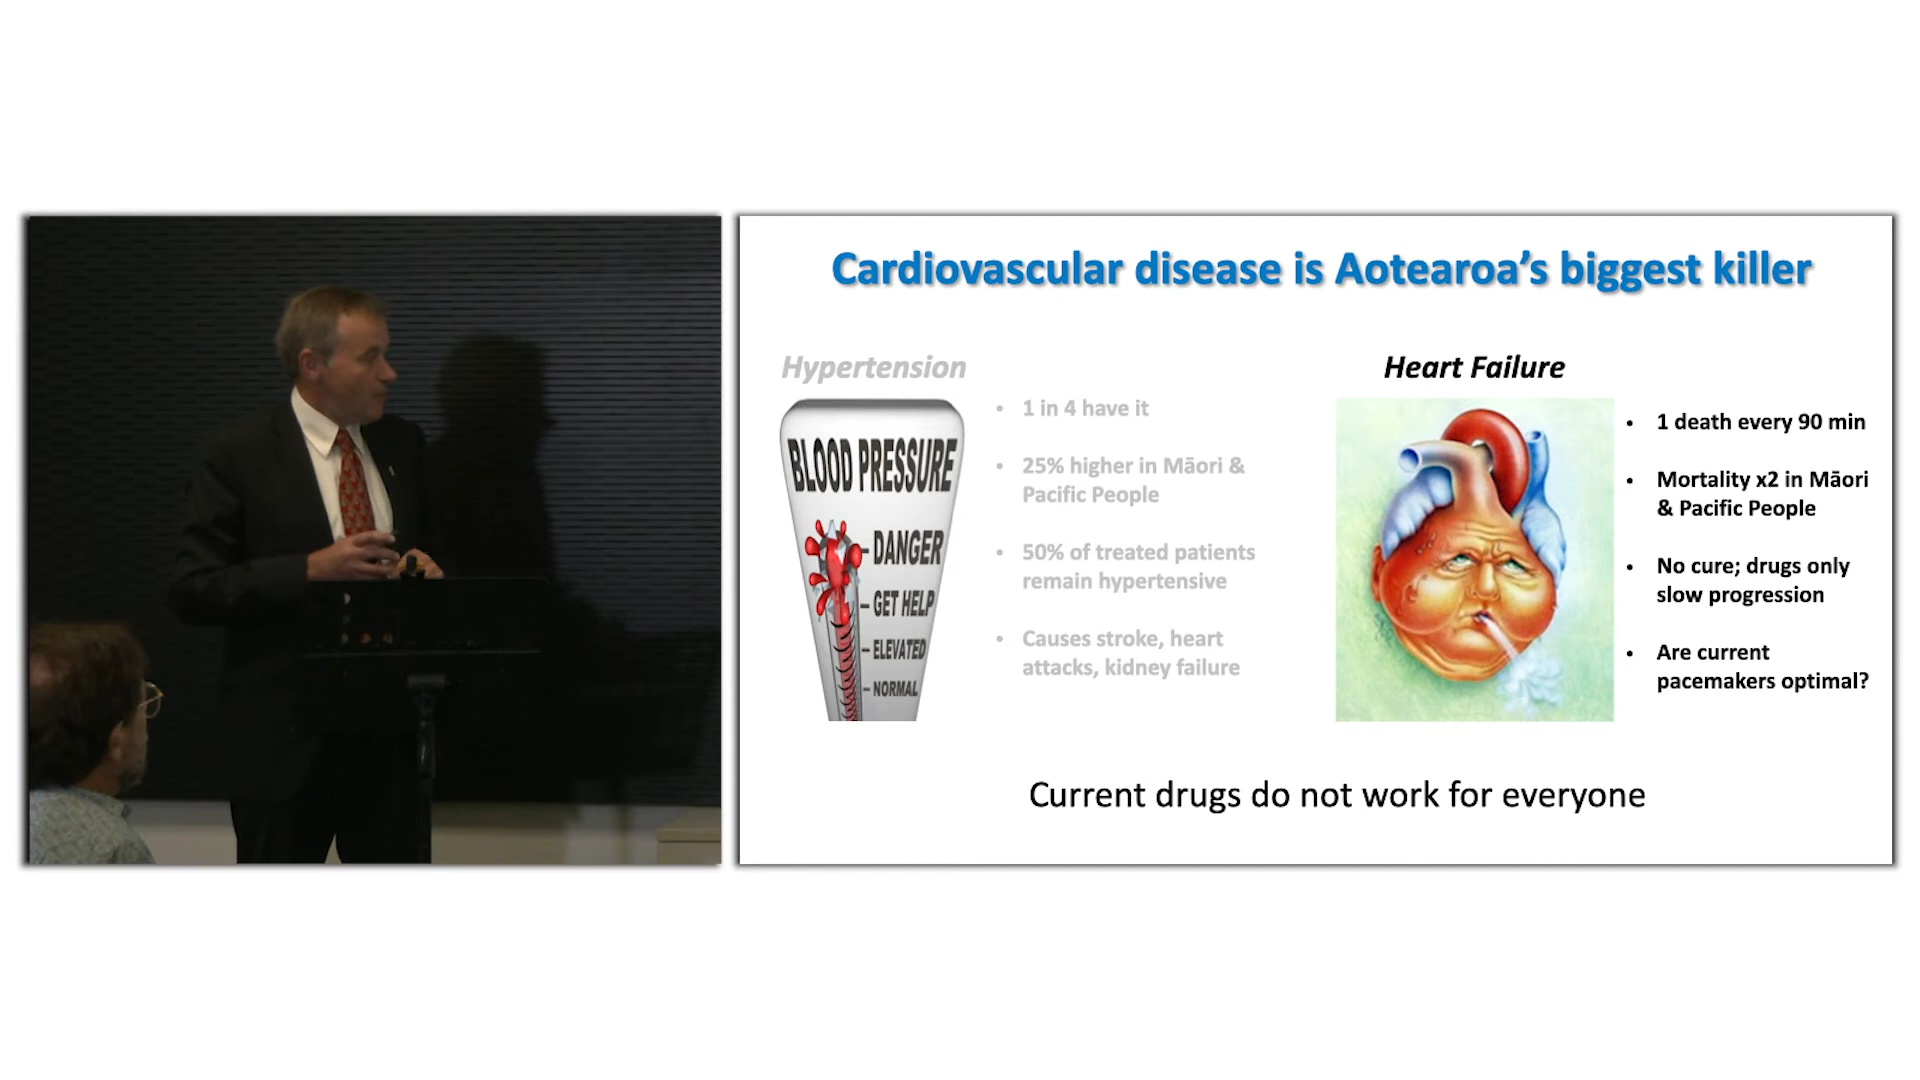 Cardiovascular disease is Aotearoa’s biggest killer
Hypertension
BLOOD PRESSURE
DANGER
GET HELP
ELEVATED
NORMAL
• 1 in 4 have it
• 25% higher in Māori &
Pacific People
• 50% of treated patients
remain hypertensive
• Causes stroke, heart
attacks, kidney failure
Heart Failure
• 1 death every 90 min
• Mortality x2 in Māori
& Pacific People
• No cure; drugs only
slow progression
• Are current
pacemakers optimal?
Current drugs do not work for everyone